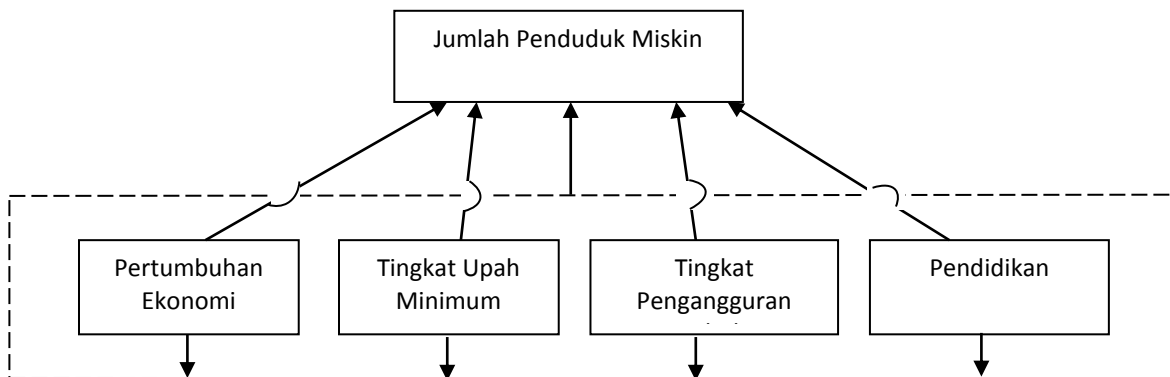 Jumlah Penduduk Miskin
Pertumbuhan
Ekonomi
Tingkat Upah
Minimum
Tingkat
Pengangguran
Pendidikan